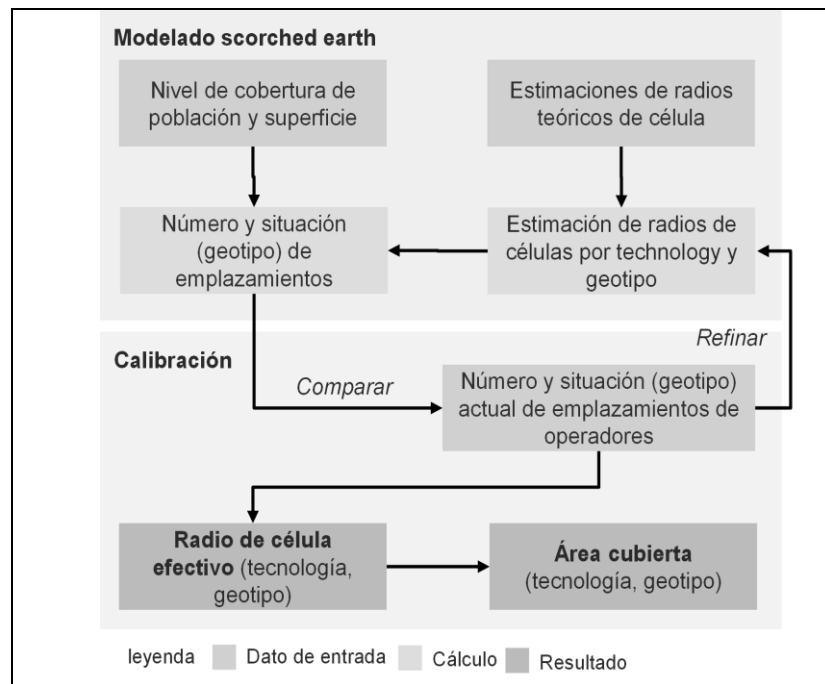 Modelado scorched earth
Nivel de cobertura de
población y superficie
Estimaciones de radios
teóricos de célula
Número y situación
(geotipo) de
emplazamientos
Estimación de radios de
células por technology y
geotipo
Calibración
Refinar
Comparar
Número y situación (geotipo)
actual de emplazamientos de
operadores
Radio de célula
efectivo (tecnología,
geotipo)
Área cubierta
(tecnología, geotipo)
leyenda Dato de entrada Cálculo Resultado